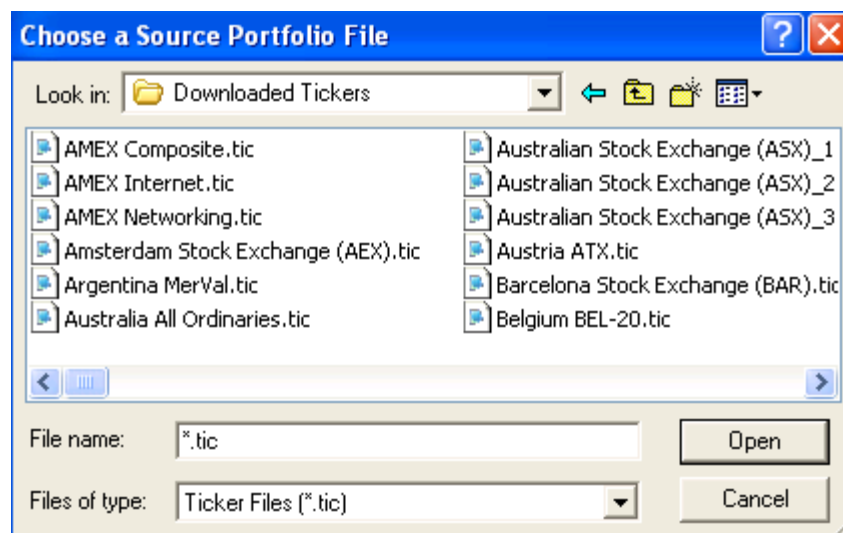 Choose a Source Portfolio File
Look in: Downloaded Tickers
AMEX Composite.tic
AMEX Internet.tic
AMEX Networking.tic
Amsterdam Stock Exchange (AEX).tic
Argentina MerVal.tic
Australia All Ordinaries.tic
Australian Stock Exchange (ASX)_1
Australian Stock Exchange (ASX)_2
Australian Stock Exchange (ASX)_3
Austria ATX.tic
Barcelona Stock Exchange (BAR).tic
Belgium BEL-20.tic
File name: *.tic
Open
Files of type: Ticker Files (*.tic)
Cancel